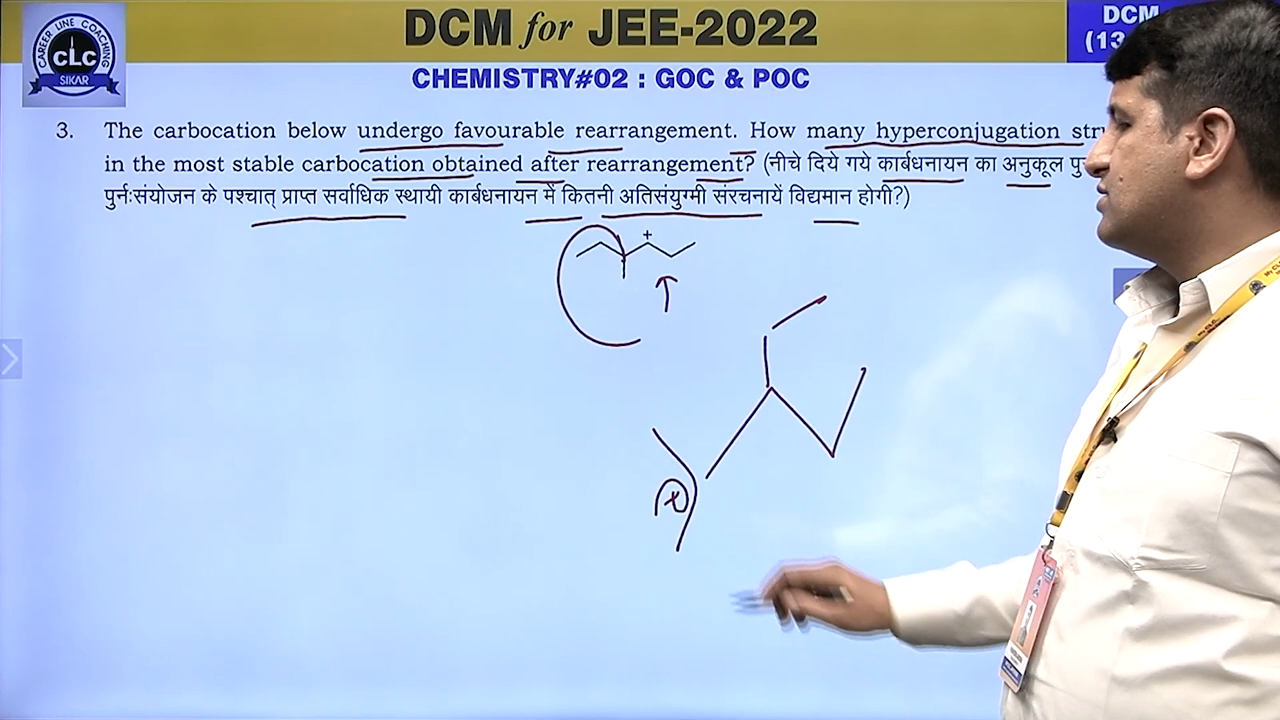 DCM for JEE-2022
DCM
(13
CAREER LINE COACHING
CLC
SIKAR
CHEMISTRY#02 : GOC & POC
3. The carbocation below undergo favourable rearrangement. How many hyperconjugation
in the most stable carbocation obtained after rearrangement? (नीचे दिये गये कार्बधनायन का अनुकूल
पुर्नःसंयोजन के पश्चात् प्राप्त सर्वाधिक स्थायी कार्बधनायन में कितनी अतिसंयुग्मी संरचनायें विद्यमान होगी?)
+
+